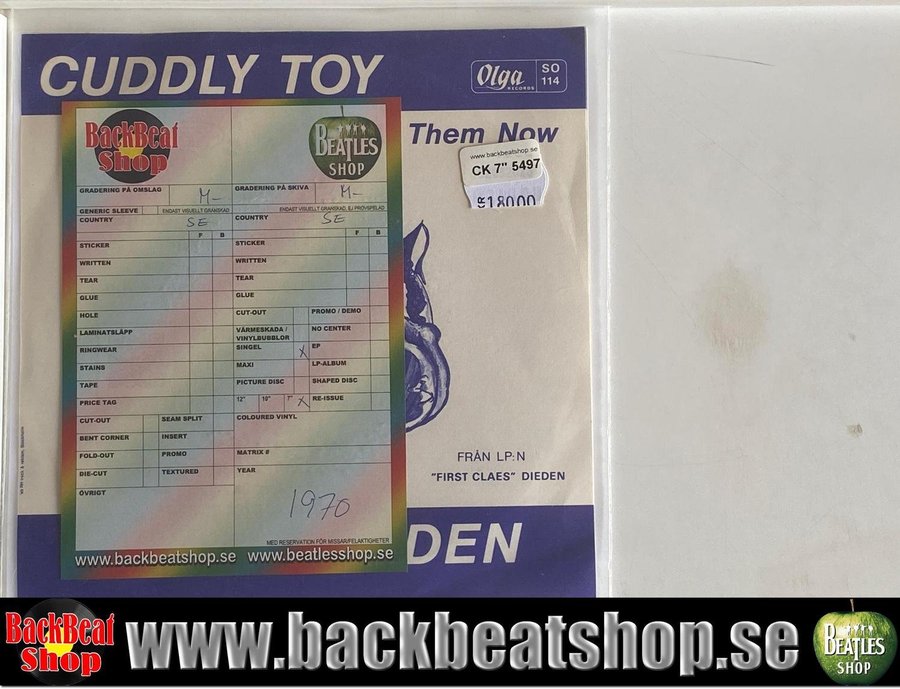 CUDDLY TOY
Olga
RECORDS
SO
114
Them Now
www.backbeatshop.se
CK 7" 5497
180.00
BackBeat
Shop
BEATLES
SHOP
GRADERING PÅ OMSLAG
M-
GRADERING PÅ SKIVA
M-
GENERIC SLEEVE
ENDAST VISUELLT GRANSKAD
ENDAST VISUELLT GRANSKAD, EJ PROVSPELAD
COUNTRY
SE
COUNTRY
SE
F B
F B
STICKER
STICKER
WRITTEN
WRITTEN
TEAR
TEAR
GLUE
GLUE
HOLE
CUT-OUT
PROMO / DEMO
LAMINATSLÄPP
VÄRMESKADA /
VINYLBUBBLOR
NO CENTER
RINGWEAR
SINGEL
X
EP
STAINS
MAXI
LP-ALBUM
TAPE
PICTURE DISC
SHAPED DISC
PRICE TAG
12" 10" 7" X
RE-ISSUE
CUT-OUT
SEAM SPLIT
COLOURED VINYL
BENT CORNER
INSERT
FOLD-OUT
PROMO
MATRIX #
DIE-CUT
TEXTURED
YEAR
ÖVRIGT
1970
MED RESERVATION FÖR MISSAR/FELAKTIGHETER
www.backbeatshop.se www.beatlesshop.se
FRÅN LP:N
"FIRST CLAES" DIEDEN
DEN
BackBeat
Shop
www.backbeatshop.se
BEATLES
SHOP